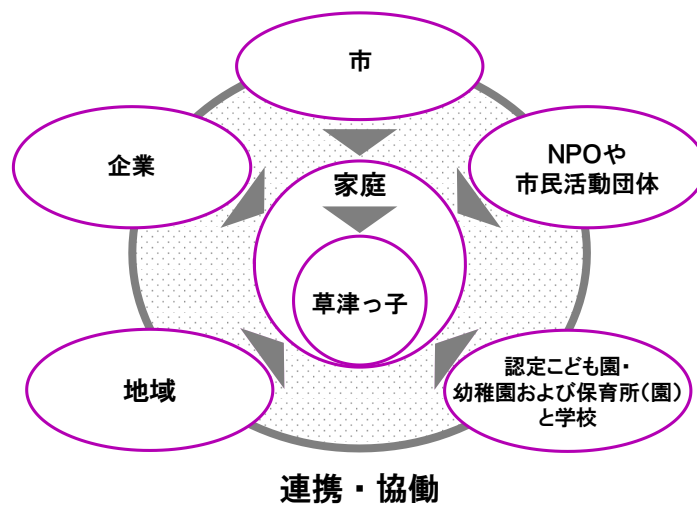 市
企業
NPOや
市民活動団体
家庭
草津っ子
地域
認定こども園・
幼稚園および保育所(園)
と学校
連携・協働